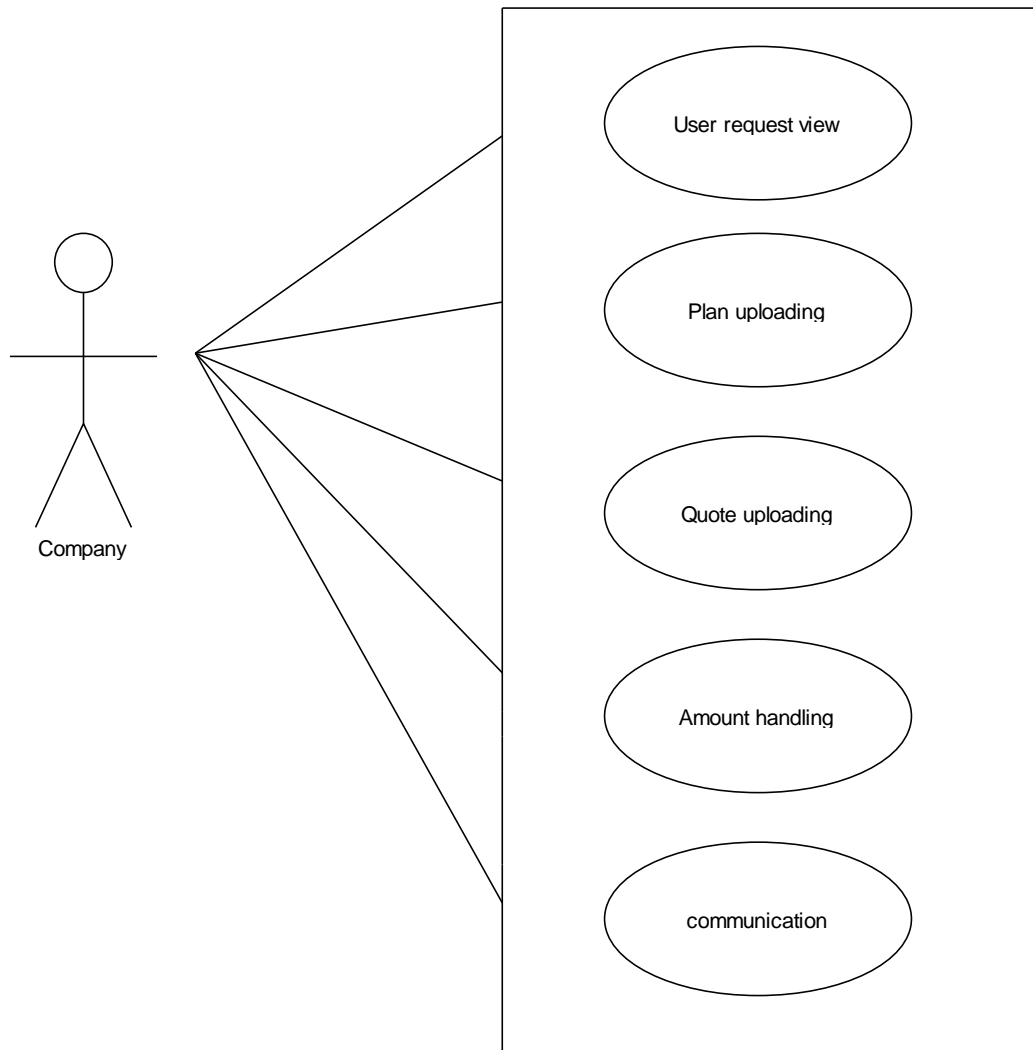 User request view
Plan uploading
Quote uploading
Company
Amount handling
communication